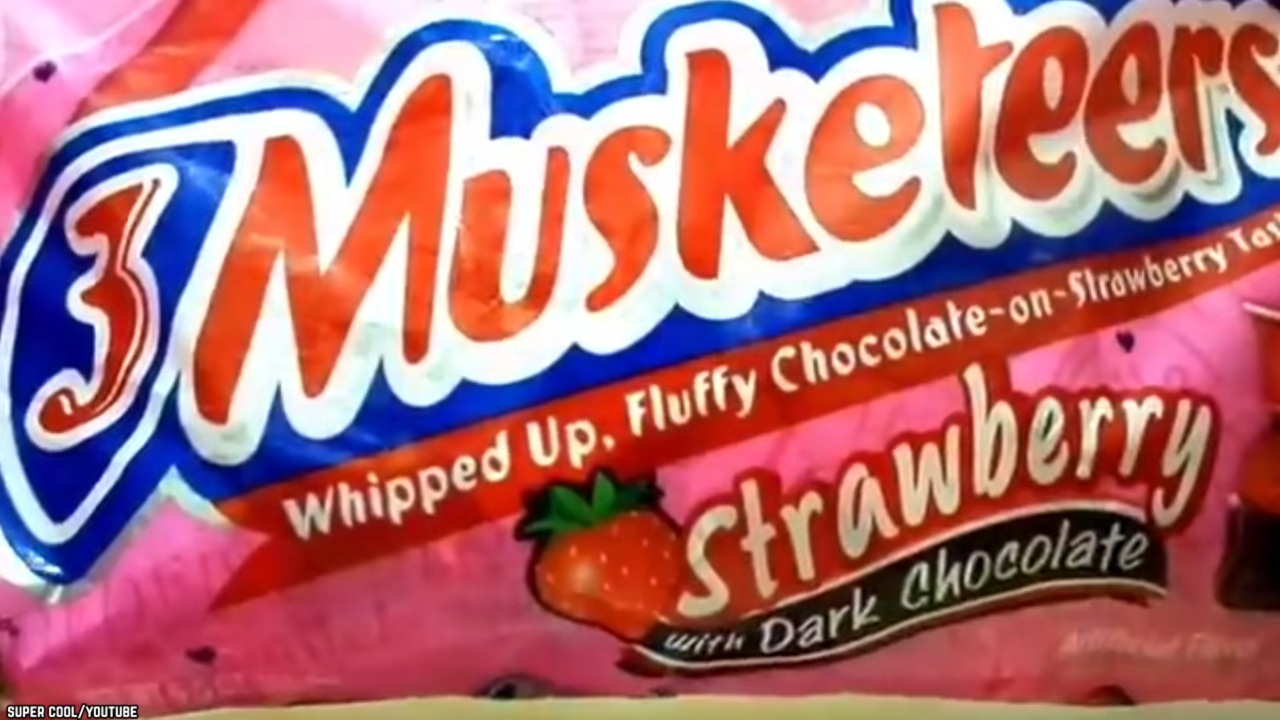 3 Musketeers
Whipped Up, Fluffy Chocolate-on-Strawberry
Strawberry
with Dark Chocolate
SUPER COOL/YOUTUBE